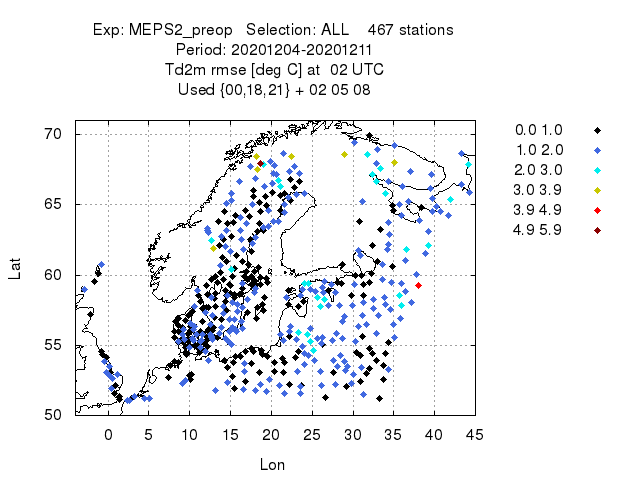 Exp: MEPS2_preop   Selection: ALL    467 stations
Period: 20201204-20201211
Td2m rmse [deg C] at  02 UTC
Used {00,18,21} + 02 05 08
0.0 1.0
1.0 2.0
2.0 3.0
3.0 3.9
3.9 4.9
4.9 5.9
70
65
60
55
50
Lat
0 5 10 15 20 25 30 35 40 45
Lon